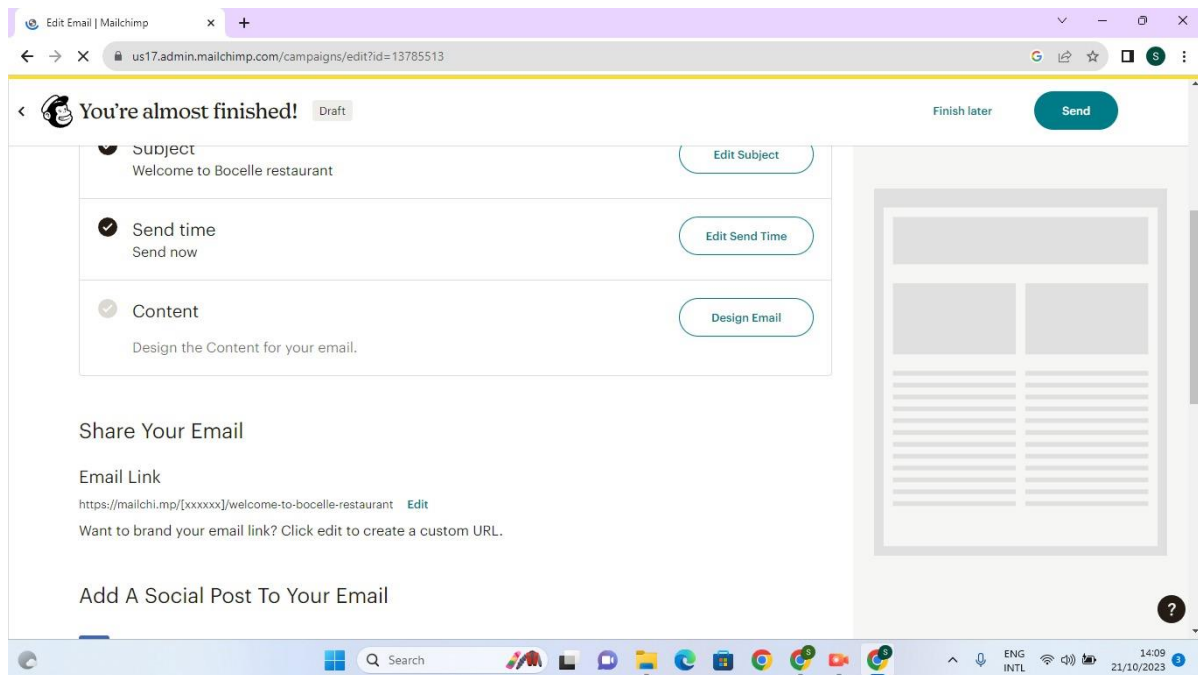 Edit Email | Mailchimp
us17.admin.mailchimp.com/campaigns/edit?id=13785513
G
S
You're almost finished!
Draft
Finish later
Send
Subject
Welcome to Bocelle restaurant
Edit Subject
Send time
Send now
Edit Send Time
Content
Design the Content for your email.
Design Email
Share Your Email
Email Link
https://mailchi.mp/[xxxxxx]/welcome-to-bocelle-restaurant Edit
Want to brand your email link? Click edit to create a custom URL.
Add A Social Post To Your Email
?
Search
S
S
ENG
INTL
14:09
21/10/2023
3